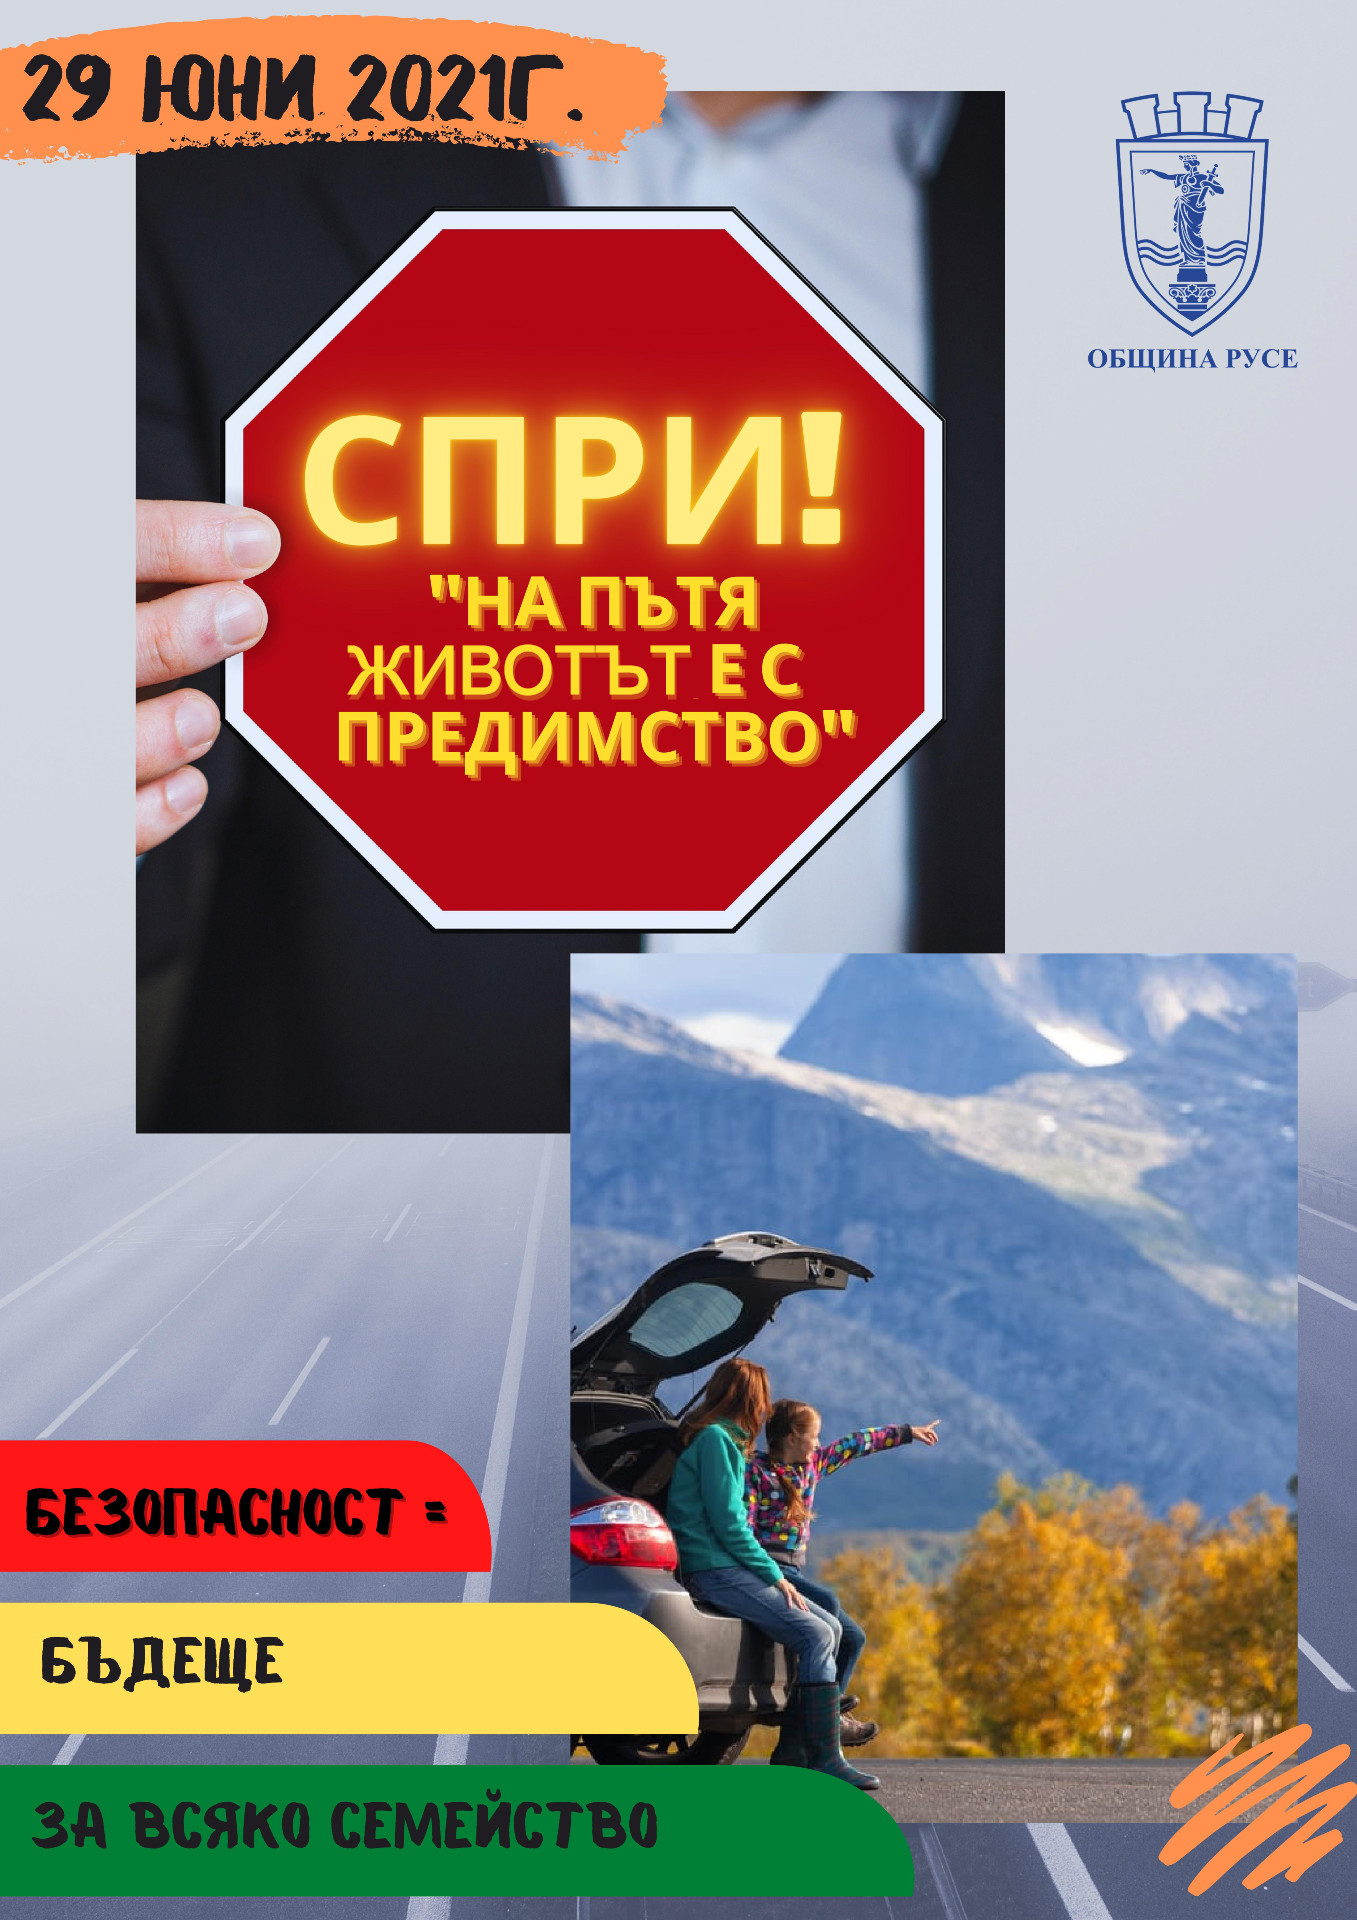 29 ЮНИ 2021Г.
ОБЩИНА РУСЕ
СПРИ!
"НА ПЪТЯ
ЖИВОТЪТ Е С
ПРЕДИМСТВО"
БЕЗОПАСНОСТ =
БЪДЕЩЕ
ЗА ВСЯКО СЕМЕЙСТВО